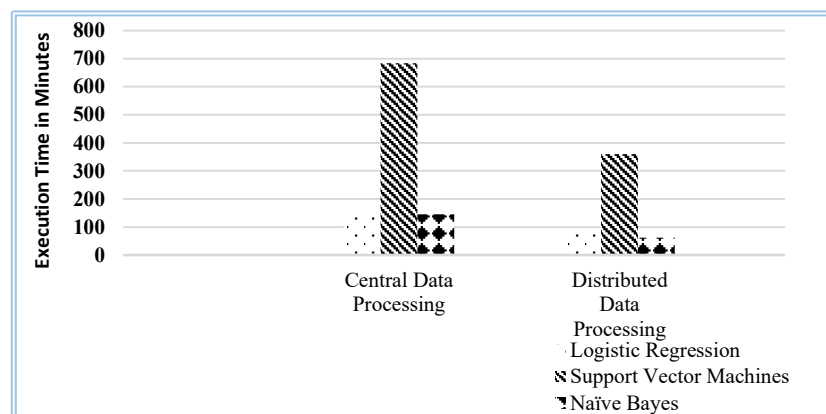 Execution Time in Minutes
800
700
600
500
400
300
200
100
0
Central Data
Processing
Distributed
Data
Processing
Logistic Regression
Support Vector Machines
Naïve Bayes